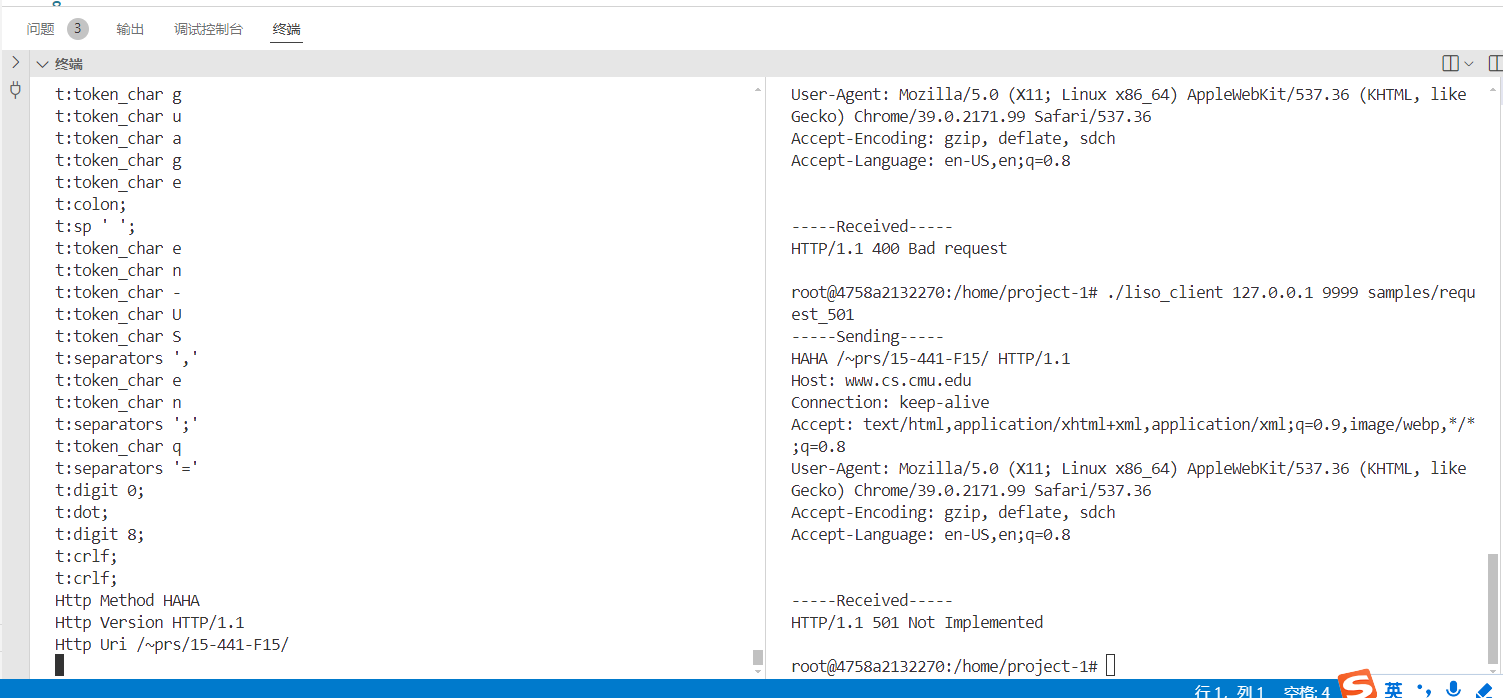 问题 3 输出 调试控制台 终端
终端
t:token_char g
t:token_char u
t:token_char a
t:token_char g
t:token_char e
t:colon;
t:sp ' ';
t:token_char e
t:token_char n
t:token_char -
t:token_char U
t:token_char S
t:separators ','
t:token_char e
t:token_char n
t:separators ';'
t:token_char q
t:separators '='
t:digit 0;
t:dot;
t:digit 8;
t:crlf;
t:crlf;
Http Method HAHA
Http Version HTTP/1.1
Http Uri /~prs/15-441-F15/
User-Agent: Mozilla/5.0 (X11; Linux x86_64) AppleWebKit/537.36 (KHTML, like
Gecko) Chrome/39.0.2171.99 Safari/537.36
Accept-Encoding: gzip, deflate, sdch
Accept-Language: en-US,en;q=0.8
-----Received-----
HTTP/1.1 400 Bad request
root@4758a2132270:/home/project-1# ./liso_client 127.0.0.1 9999 samples/requ
est_501
-----Sending-----
HAHA /~prs/15-441-F15/ HTTP/1.1
Host: www.cs.cmu.edu
Connection: keep-alive
Accept: text/html,application/xhtml+xml,application/xml;q=0.9,image/webp,*/*
;q=0.8
User-Agent: Mozilla/5.0 (X11; Linux x86_64) AppleWebKit/537.36 (KHTML, like
Gecko) Chrome/39.0.2171.99 Safari/537.36
Accept-Encoding: gzip, deflate, sdch
Accept-Language: en-US,en;q=0.8
-----Received-----
HTTP/1.1 501 Not Implemented
root@4758a2132270:/home/project-1#
行 1, 列 1 空格: 4 S 英